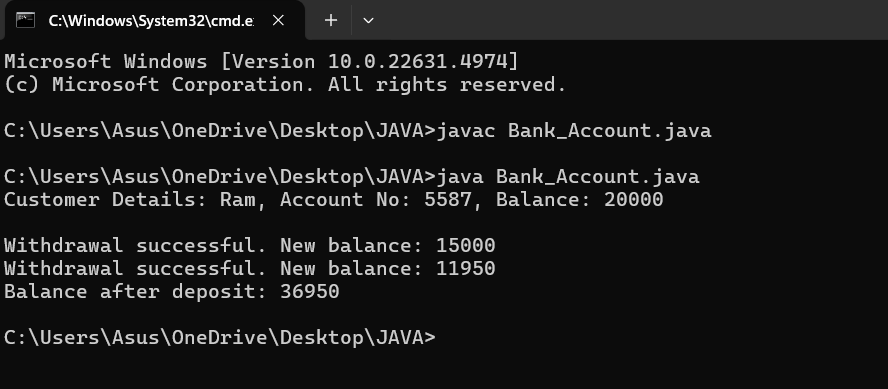 C:\Windows\System32\cmd.e
Microsoft Windows [Version 10.0.22631.4974]
(c) Microsoft Corporation. All rights reserved.
C:\Users\Asus\OneDrive\Desktop\JAVA>javac Bank_Account.java
C:\Users\Asus\OneDrive\Desktop\JAVA>java Bank_Account.java
Customer Details: Ram, Account No: 5587, Balance: 20000
Withdrawal successful. New balance: 15000
Withdrawal successful. New balance: 11950
Balance after deposit: 36950
C:\Users\Asus\OneDrive\Desktop\JAVA>